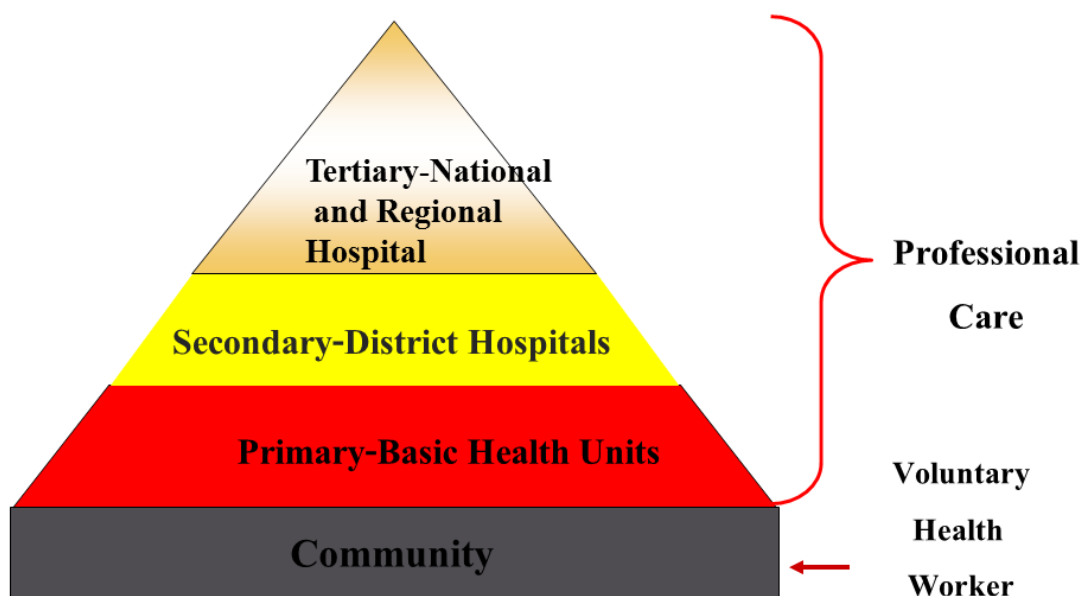 Tertiary-National
and Regional
Hospital
Secondary-District Hospitals
Primary-Basic Health Units
Community
Professional
Care
Voluntary
Health
Worker